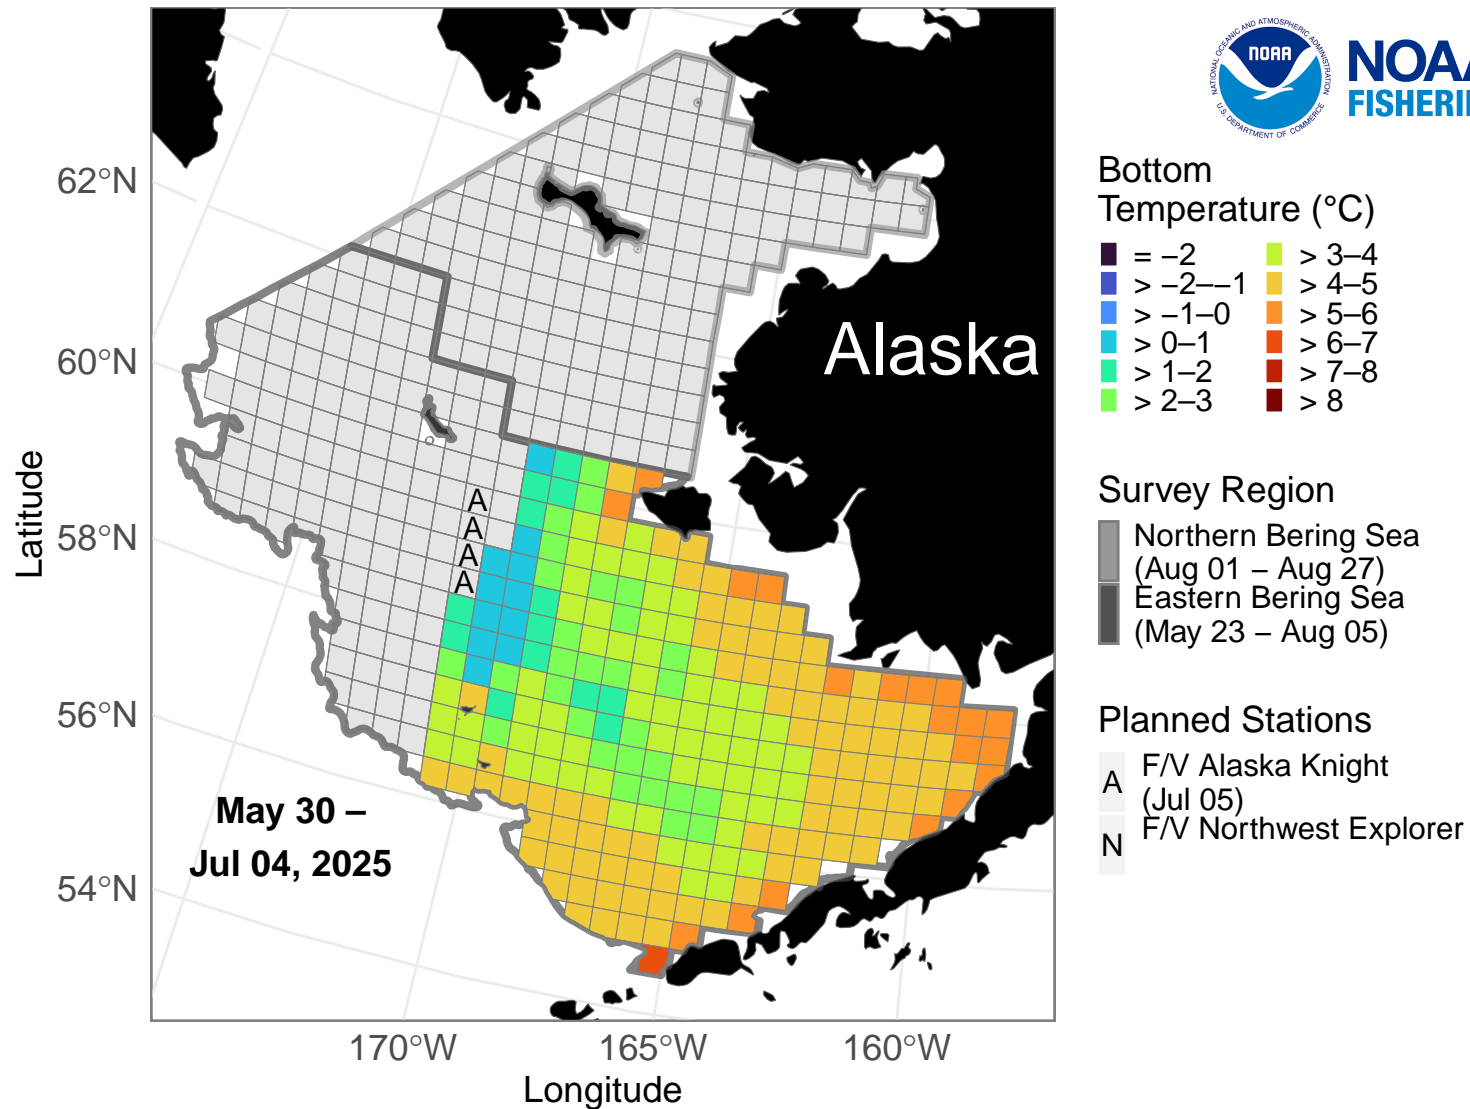 NATIONAL OCEANIC AND ATMOSPHERIC ADMINISTRATION
U.S. DEPARTMENT OF COMMERCE
NOAA
NOAA
FISHERIE
Bottom
Temperature (°C)
= −2
> −2−−1
> −1−0
> 0−1
> 1−2
> 2−3
> 3−4
> 4−5
> 5−6
> 6−7
> 7−8
> 8
Survey Region
Northern Bering Sea
(Aug 01 − Aug 27)
Eastern Bering Sea
(May 23 − Aug 05)
Planned Stations
A F/V Alaska Knight
(Jul 05)
N F/V Northwest Explorer
Alaska
A
A
A
A
May 30 –
Jul 04, 2025
Latitude
62°N
60°N
58°N
56°N
54°N
170°W
165°W
160°W
Longitude